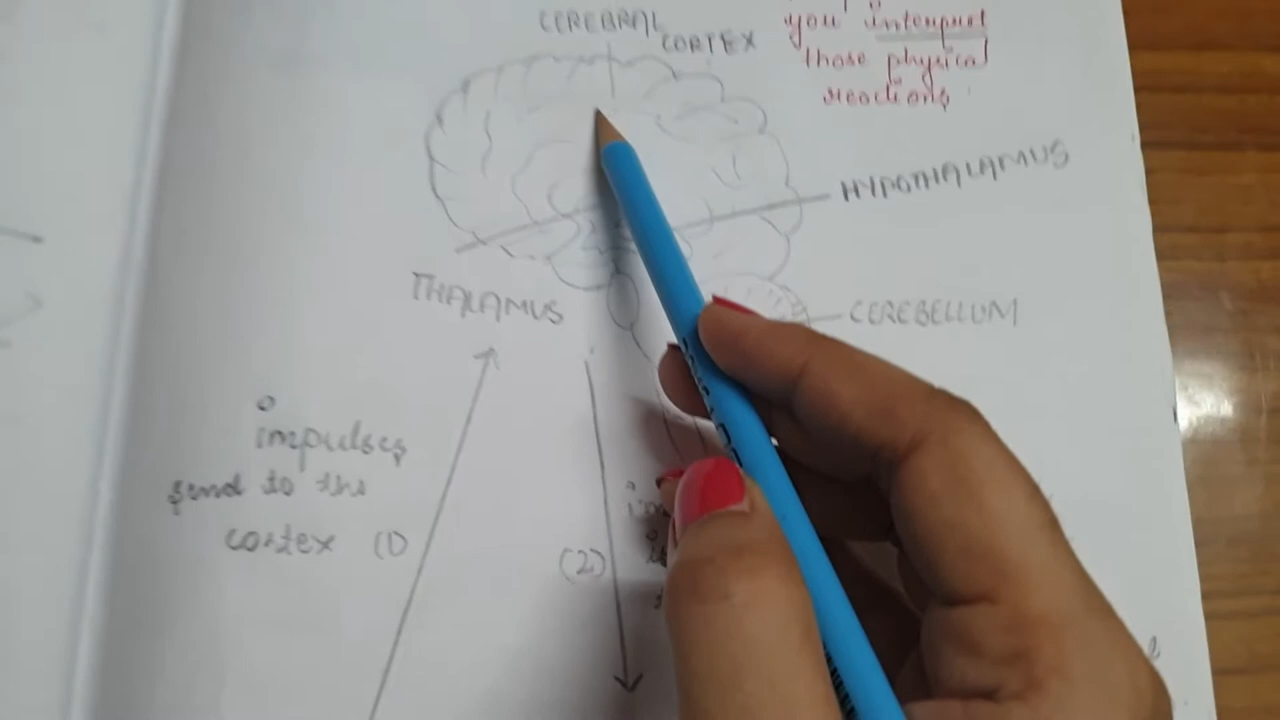 CEREBRAL
CORTEX
you interpret
those physical
reactions
HYPOTHALAMUS
THALAMUS
CEREBELLUM
impulses
send to the
cortex (1)
(2)